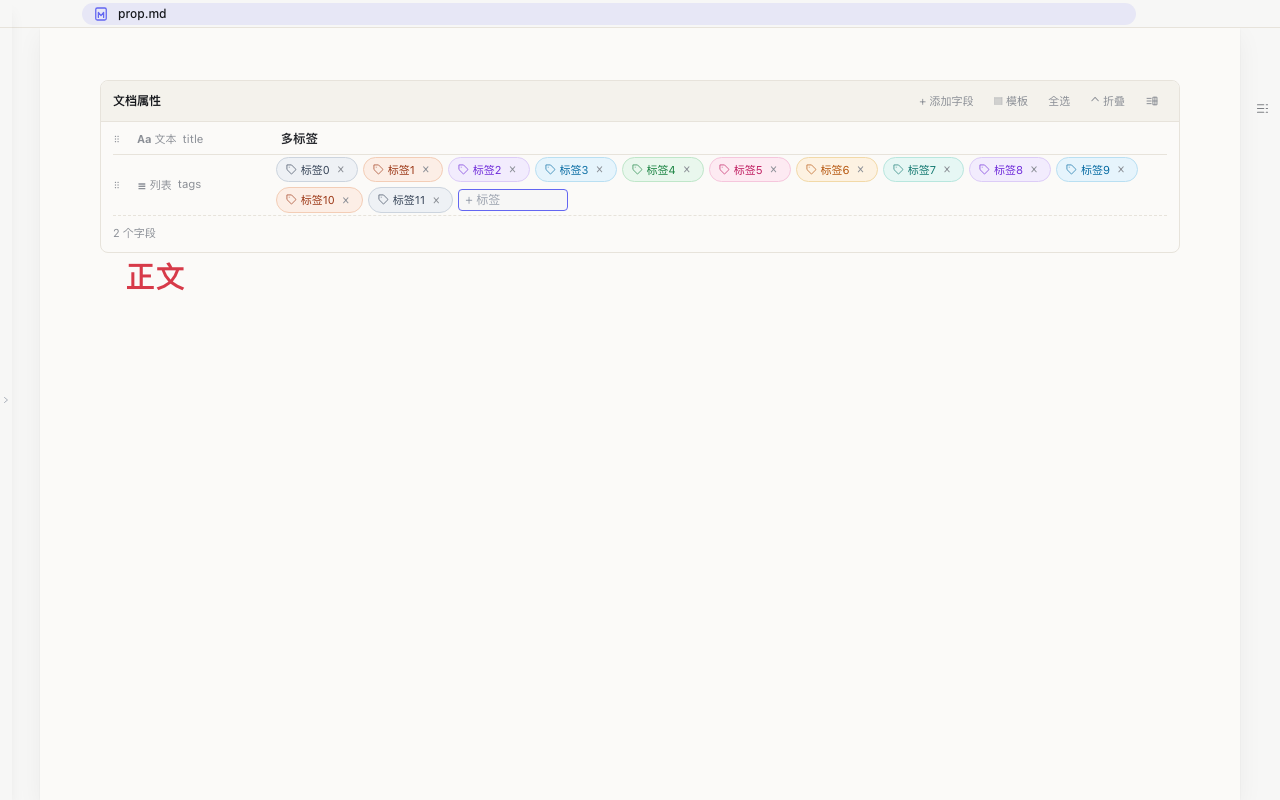 prop.md
文档属性 + 添加字段 模板 全选 折叠
Aa 文本 title 多标签
列表 tags 标签0 × 标签1 × 标签2 × 标签3 × 标签4 × 标签5 × 标签6 × 标签7 × 标签8 × 标签9 ×
标签10 × 标签11 × + 标签
2 个字段
正文